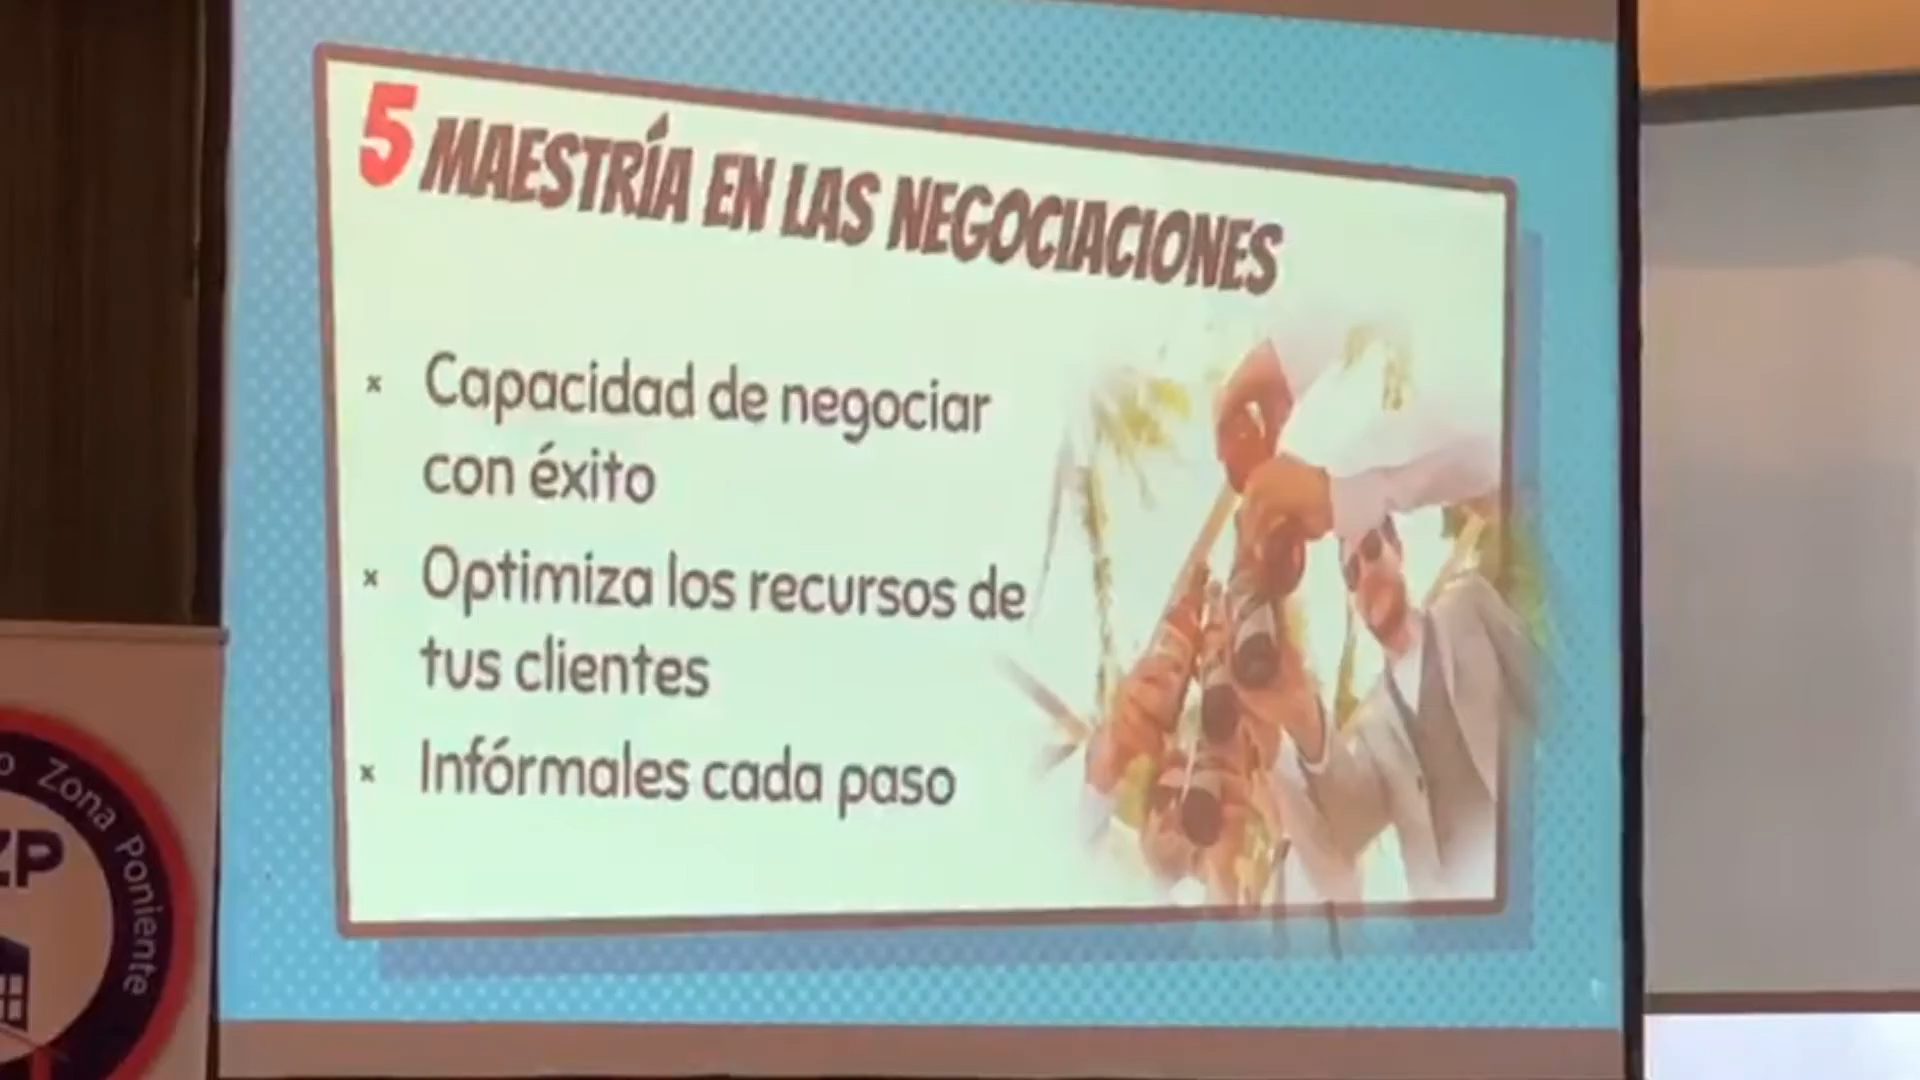 5 MAESTRÍA EN LAS NEGOCIACIONES
× Capacidad de negociar
con éxito
× Optimiza los recursos de
tus clientes
× Infórmales cada paso
Zona Poniente
ZP